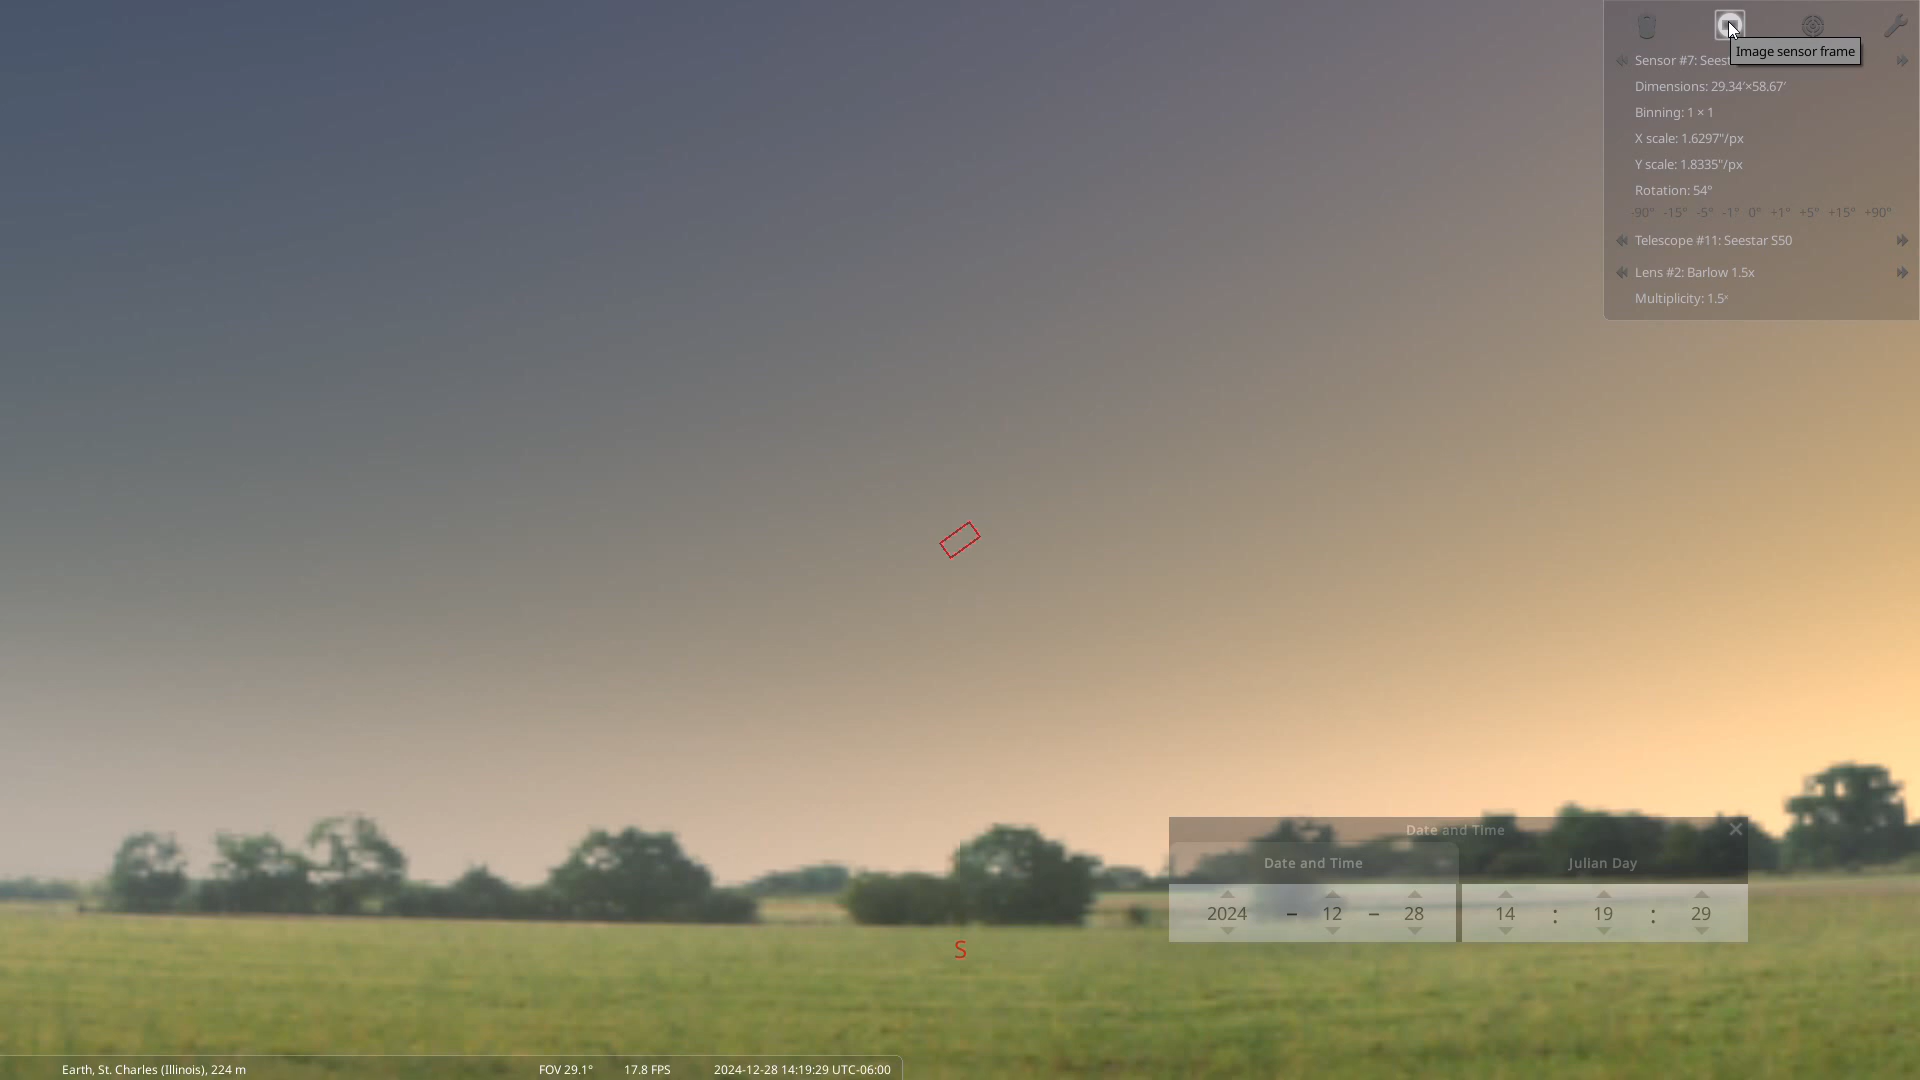 Image sensor frame
Sensor #7: Seest
Dimensions: 29.34′×58.67′
Binning: 1 × 1
X scale: 1.6297"/px
Y scale: 1.8335"/px
Rotation: 54°
-90° -15° -5° -1° 0° +1° +5° +15° +90°
Telescope #11: Seestar S50
Lens #2: Barlow 1.5x
Multiplicity: 1.5ˣ
Date and Time
Date and Time Julian Day
2024 – 12 – 28 14 : 19 : 29
S
Earth, St. Charles (Illinois), 224 m FOV 29.1° 17.8 FPS 2024-12-28 14:19:29 UTC-06:00